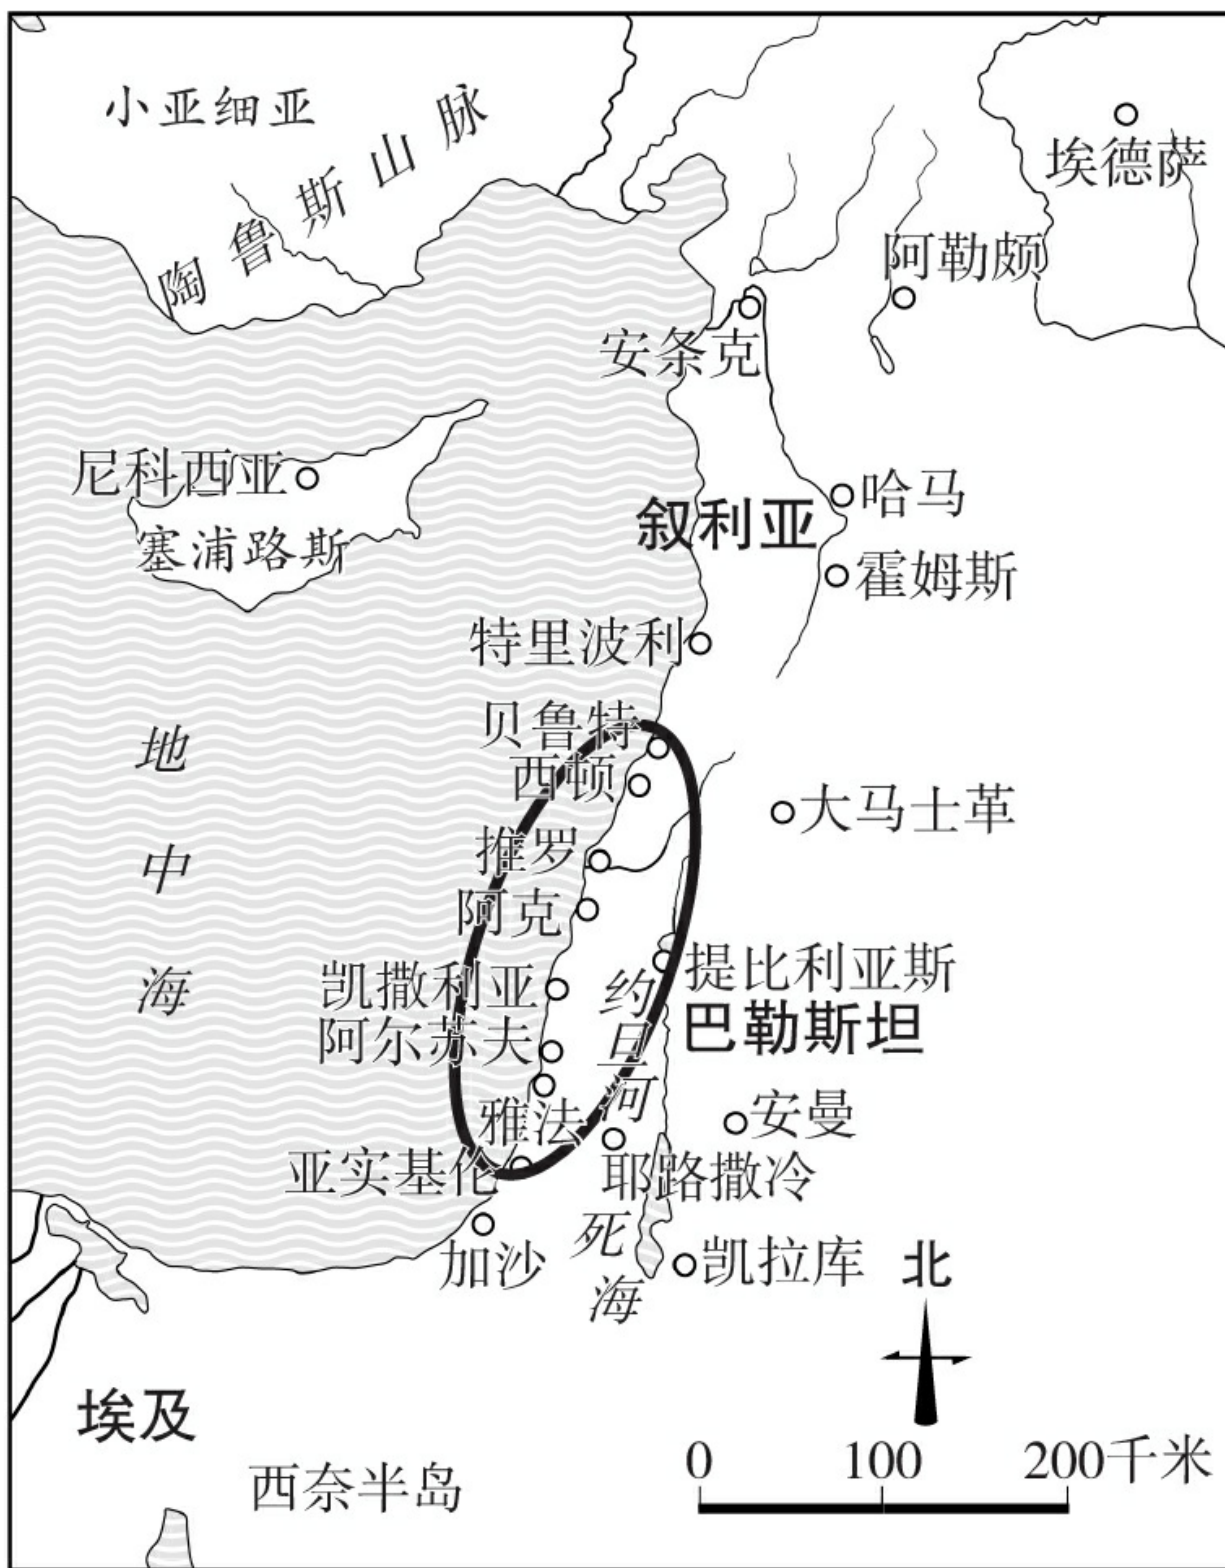 小亚细亚
陶鲁斯山脉
埃德萨
阿勒颇
安条克
尼科西亚
塞浦路斯
叙利亚
哈马
霍姆斯
特里波利
地中海
贝鲁特
西顿
大马士革
推罗
阿克
凯撒利亚
提比利亚斯
约旦河
巴勒斯坦
阿尔苏夫
雅法
安曼
亚实基伦
耶路撒冷
加沙
死海
凯拉库
北
埃及
西奈半岛
0 100 200千米